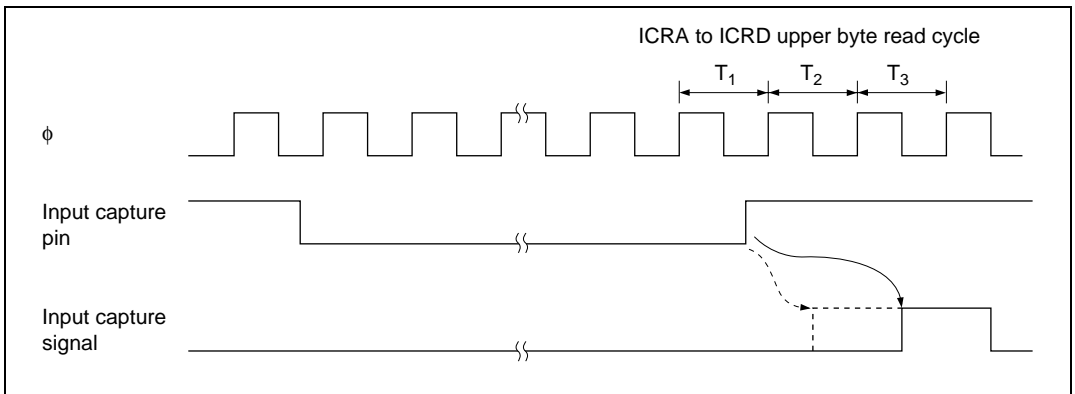 ICRA to ICRD upper byte read cycle
T1 T2 T3
ϕ
Input capture
pin
Input capture
signal